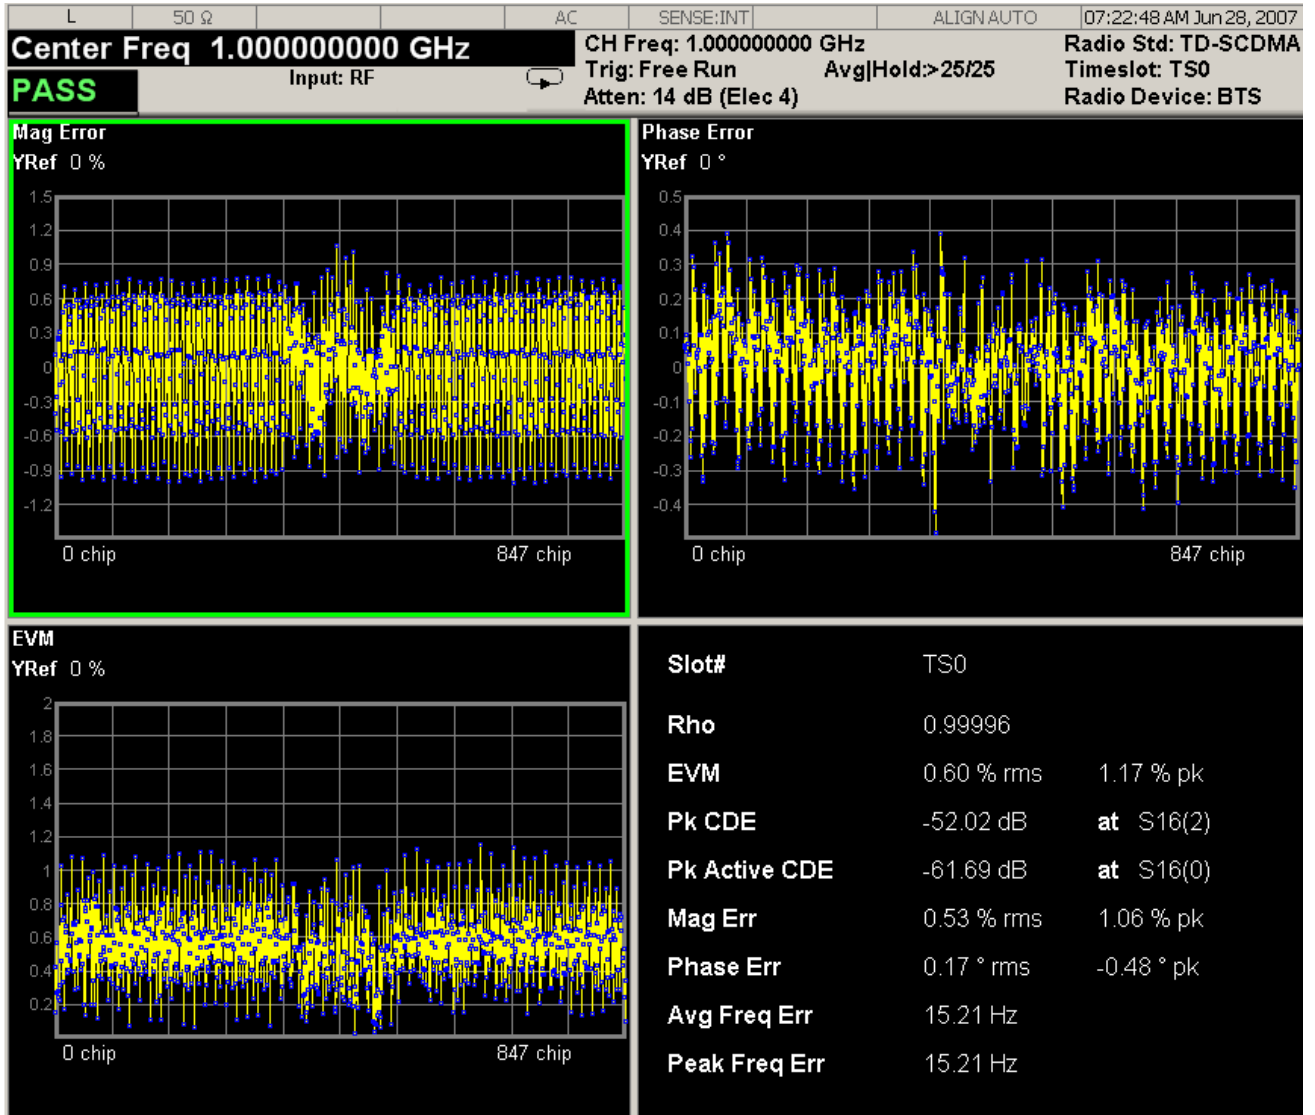 L 50 Ω AC SENSE:INT ALIGN AUTO 07:22:48 AM Jun 28, 2007
Center Freq 1.000000000 GHz
CH Freq: 1.000000000 GHz
Radio Std: TD-SCDMA
Input: RF
Trig: Free Run Avg|Hold:>25/25
Timeslot: TS0
PASS
Atten: 14 dB (Elec 4)
Radio Device: BTS
Mag Error
YRef 0 %
1.5
1.2
0.9
0.6
0.3
0
-0.3
-0.6
-0.9
-1.2
0 chip 847 chip
Phase Error
YRef 0 °
0.5
0.4
0.3
0.2
0.1
0
-0.1
-0.2
-0.3
-0.4
0 chip 847 chip
EVM
YRef 0 %
2
1.8
1.6
1.4
1.2
1
0.8
0.6
0.4
0.2
0 chip 847 chip
Slot# TS0
Rho 0.99996
EVM 0.60 % rms 1.17 % pk
Pk CDE -52.02 dB at S16(2)
Pk Active CDE -61.69 dB at S16(0)
Mag Err 0.53 % rms 1.06 % pk
Phase Err 0.17 ° rms -0.48 ° pk
Avg Freq Err 15.21 Hz
Peak Freq Err 15.21 Hz